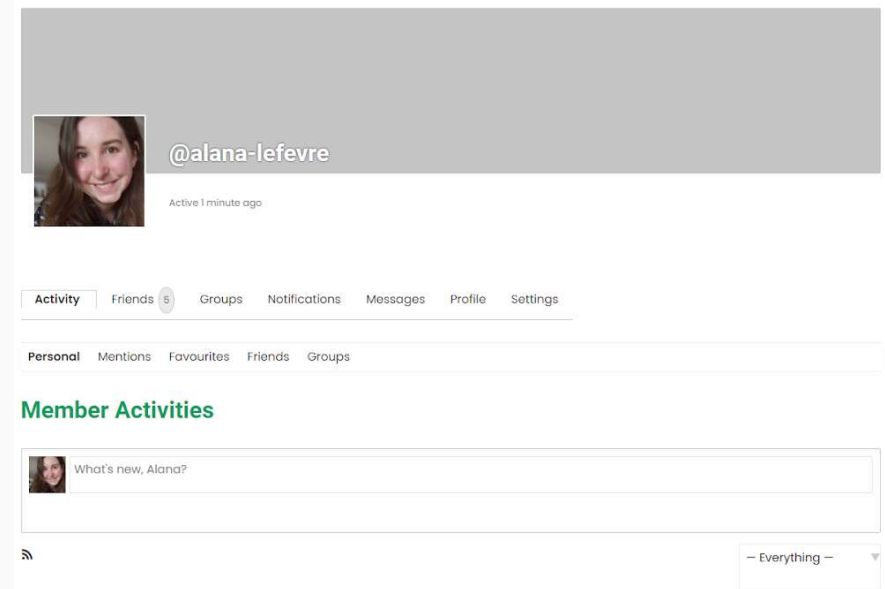 @alana-lefevre
Active 1 minute ago
Activity Friends 5 Groups Notifications Messages Profile Settings
Personal Mentions Favourites Friends Groups
Member Activities
What's new, Alana?
— Everything —